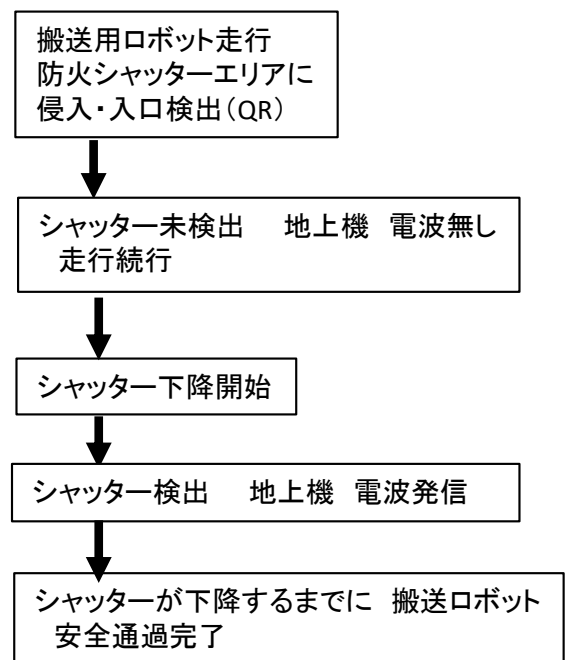 搬送用ロボット走行
防火シャッターエリアに
侵入・入口検出(QR)
シャッター未検出　地上機　電波無し
走行続行
シャッター下降開始
シャッター検出　地上機　電波発信
シャッターが下降するまでに　搬送ロボット
安全通過完了